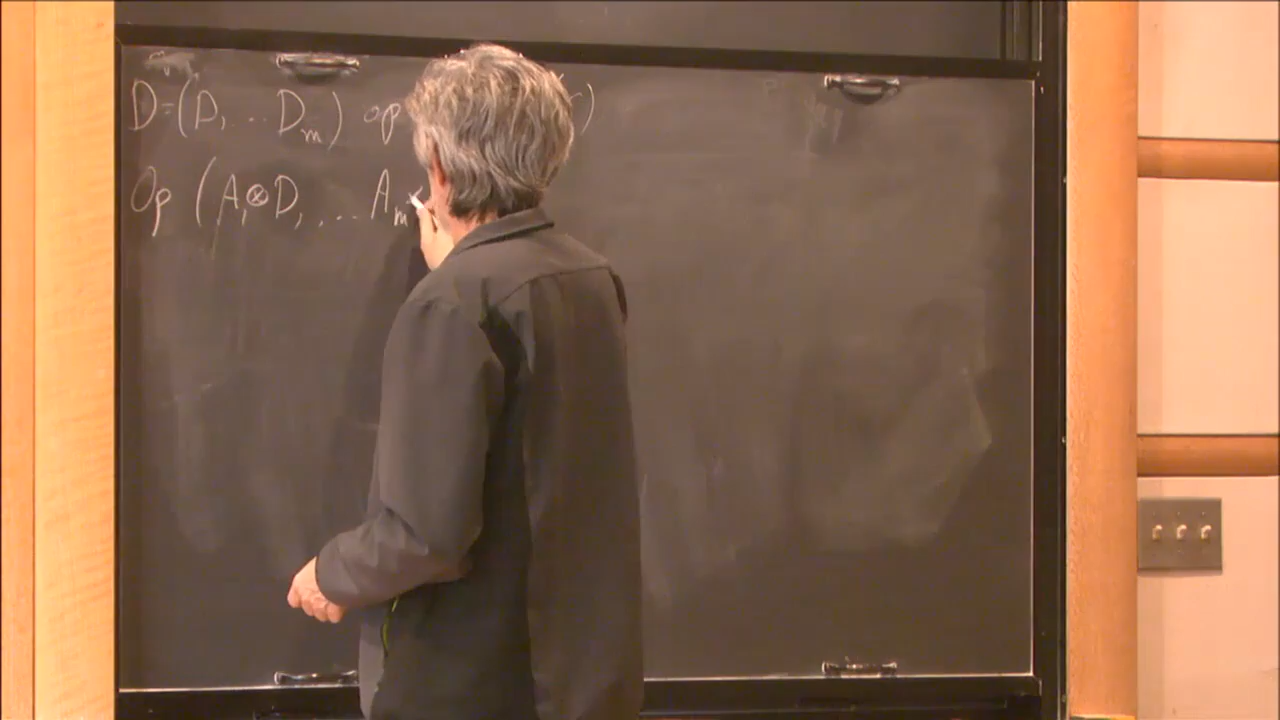 D=(D₁ ... Dₘ) op )
Op (A₁⊗D₁, ... Aₘ